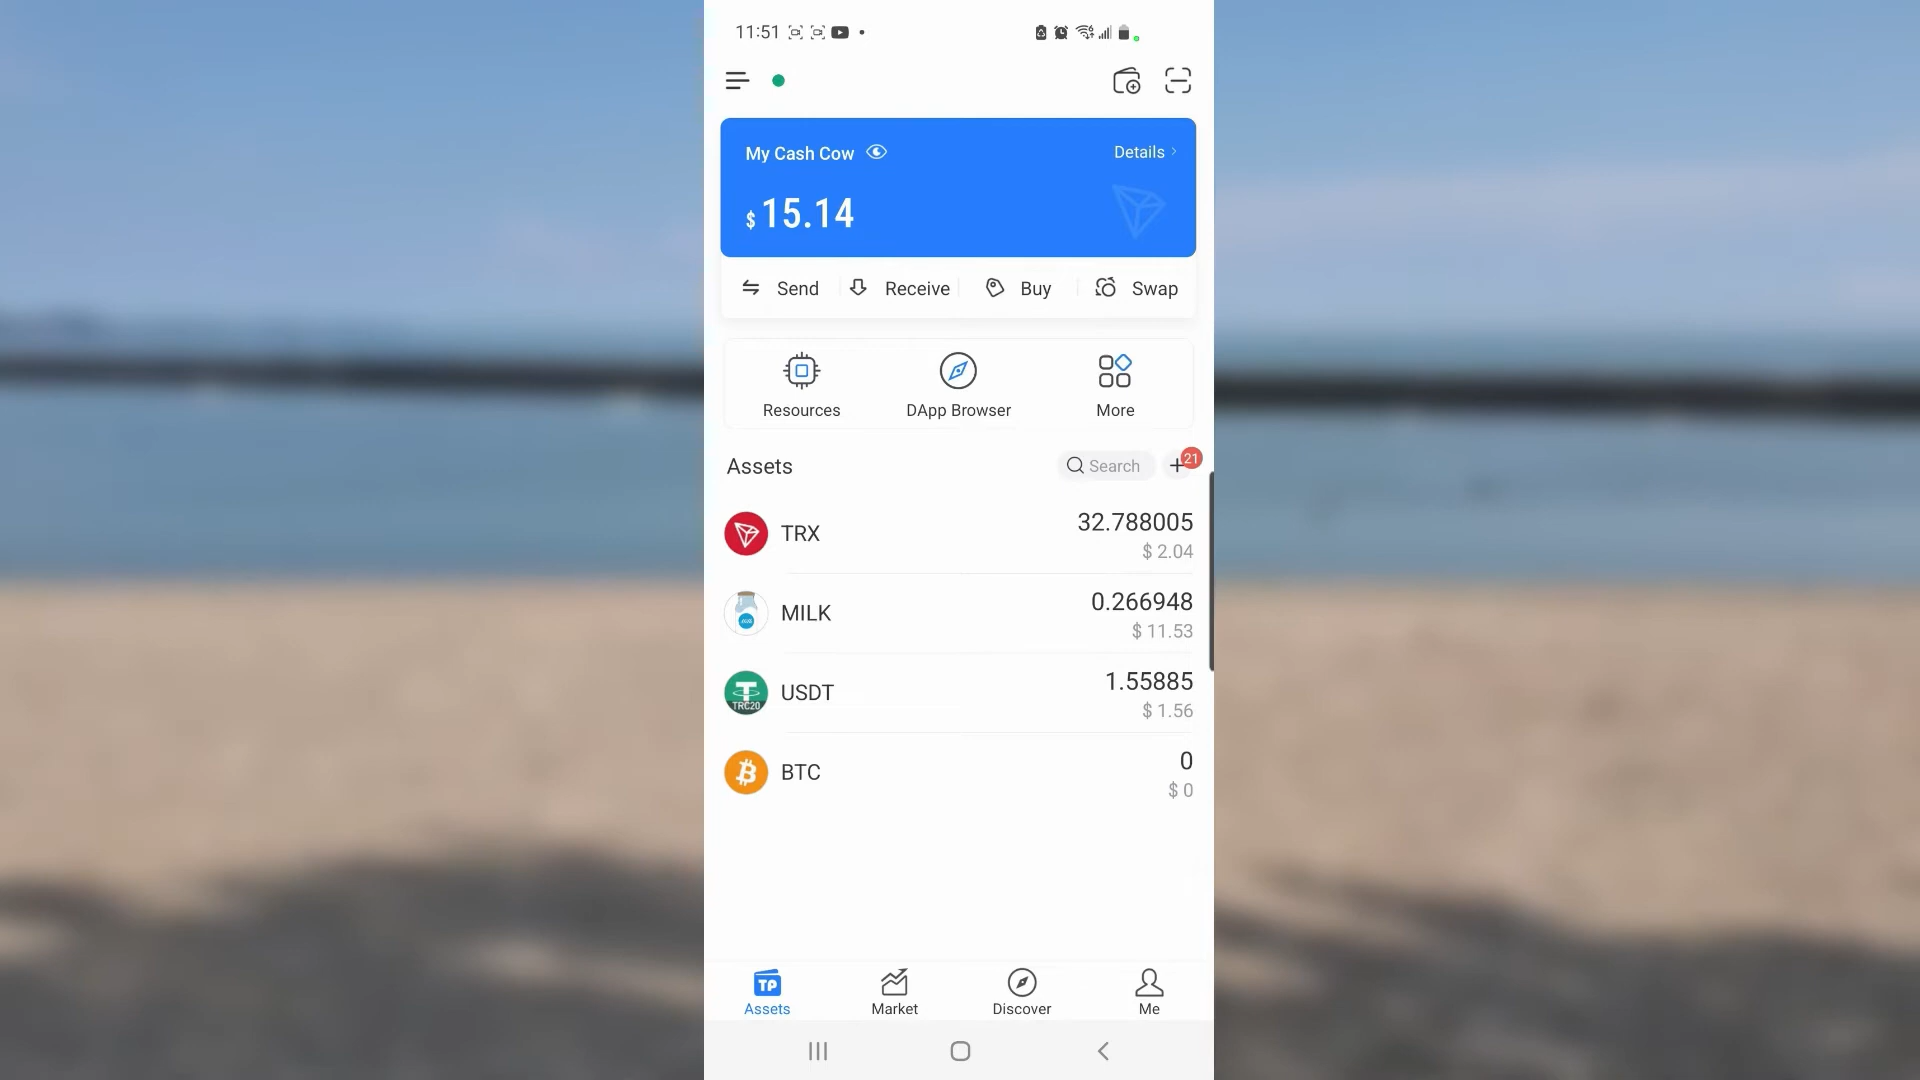 11:51
My Cash Cow
Details
$ 15.14
Send
Receive
Buy
Swap
Resources
DApp Browser
More
Assets
Search
21
TRX
32.788005
$ 2.04
MILK
0.266948
$ 11.53
USDT
TRC20
1.55885
$ 1.56
BTC
0
$ 0
TP
Assets
Market
Discover
Me